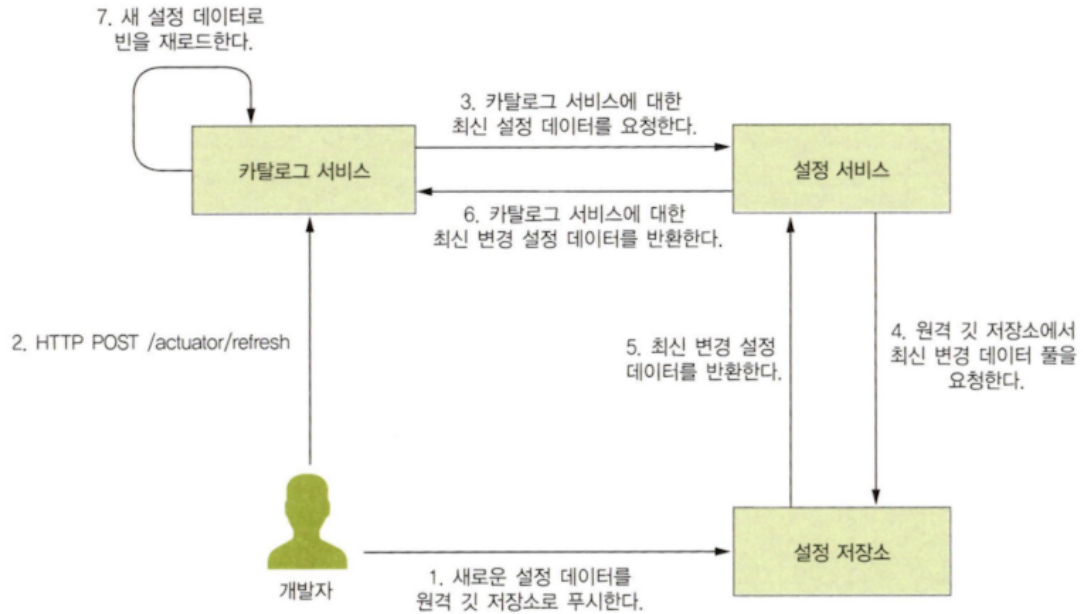 7. 새 설정 데이터로
빈을 재로드한다.
3. 카탈로그 서비스에 대한
최신 설정 데이터를 요청한다.
카탈로그 서비스
설정 서비스
6. 카탈로그 서비스에 대한
최신 변경 설정 데이터를 반환한다.
2. HTTP POST /actuator/refresh
5. 최신 변경 설정
데이터를 반환한다.
4. 원격 깃 저장소에서
최신 변경 데이터 풀을
요청한다.
설정 저장소
개발자
1. 새로운 설정 데이터를
원격 깃 저장소로 푸시한다.